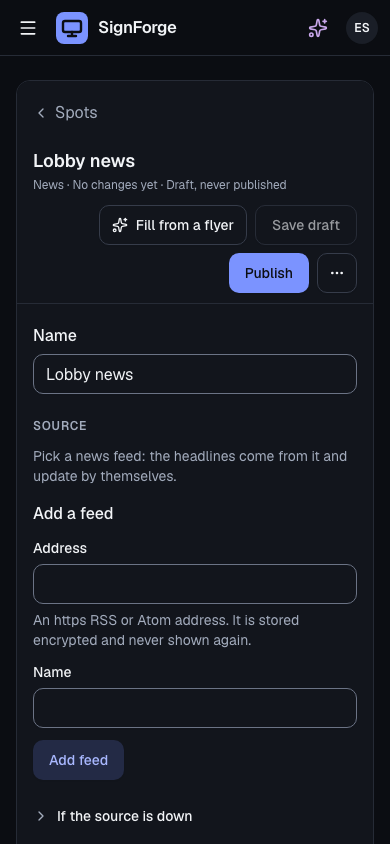 SignForge
ES
Spots
Lobby news
News · No changes yet · Draft, never published
Fill from a flyer
Save draft
Publish
Name
Lobby news
SOURCE
Pick a news feed: the headlines come from it and
update by themselves.
Add a feed
Address
An https RSS or Atom address. It is stored
encrypted and never shown again.
Name
Add feed
If the source is down